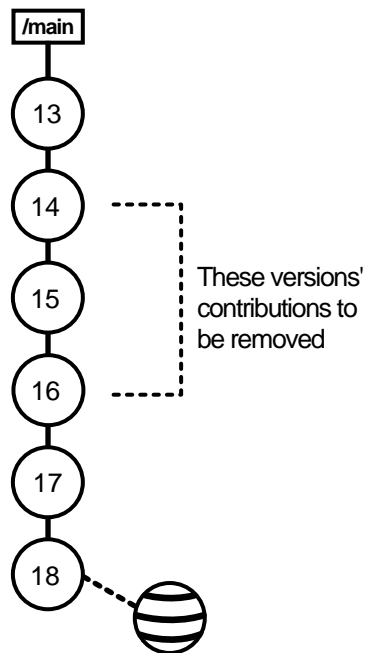 /main
13
14
15
These versions'
contributions to
be removed
16
17
18